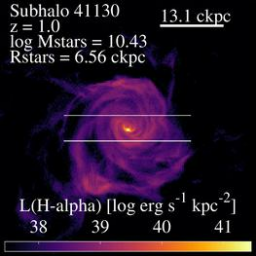 Subhalo 41130
z = 1.0
log Mstars = 10.43
Rstars = 6.56 ckpc
13.1 ckpc
L(H-alpha) [log erg s⁻¹ kpc⁻²]
38 39 40 41